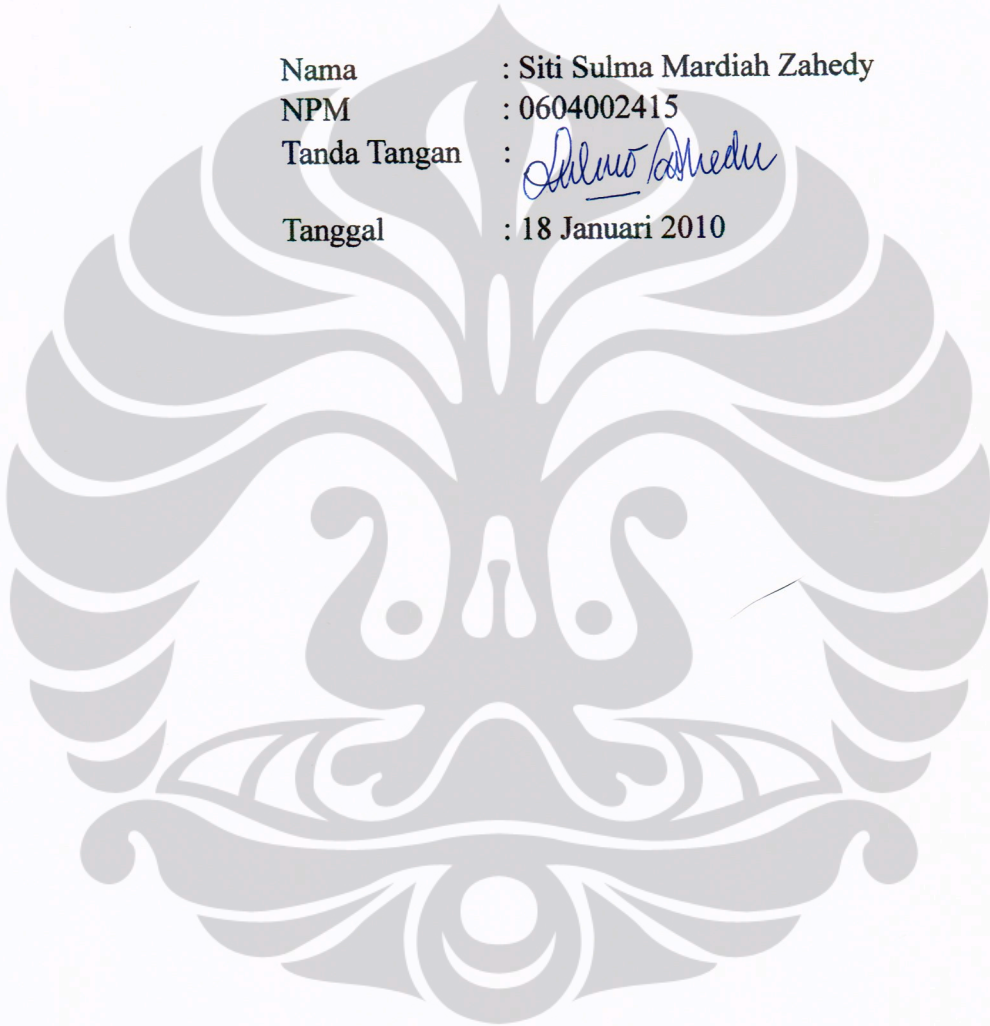 Nama : Siti Sulma Mardiah Zahedy
NPM : 0604002415
Tanda Tangan :
Tanggal : 18 Januari 2010